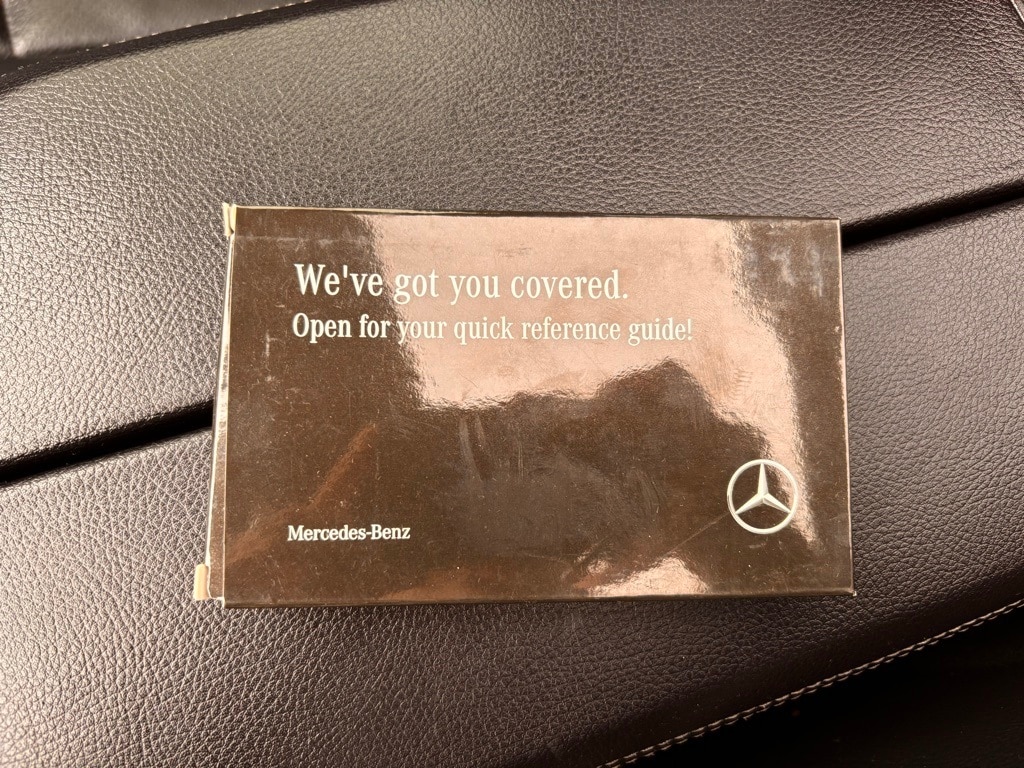 We've got you covered.
Open for your quick reference guide!
Mercedes-Benz